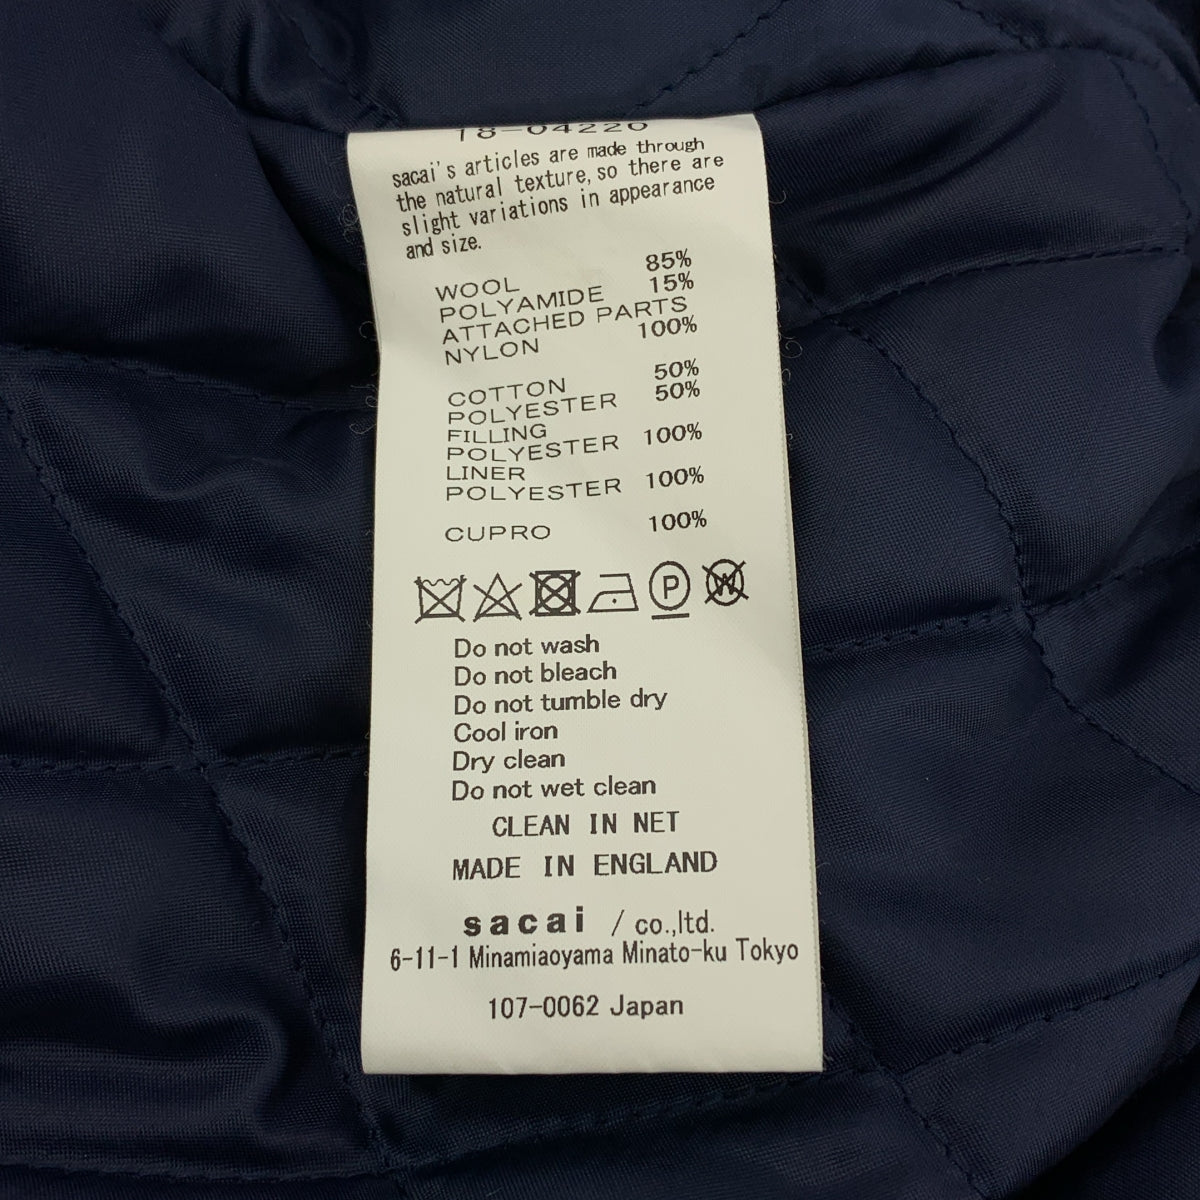 18-04220
sacai's articles are made through
the natural texture, so there are
slight variations in appearance
and size.
WOOL 85%
POLYAMIDE 15%
ATTACHED PARTS
NYLON 100%
COTTON 50%
POLYESTER 50%
FILLING
POLYESTER 100%
LINER
POLYESTER 100%
CUPRO 100%
P W
Do not wash
Do not bleach
Do not tumble dry
Cool iron
Dry clean
Do not wet clean
CLEAN IN NET
MADE IN ENGLAND
sacai / co.,ltd.
6-11-1 Minamiaoyama Minato-ku Tokyo
107-0062 Japan